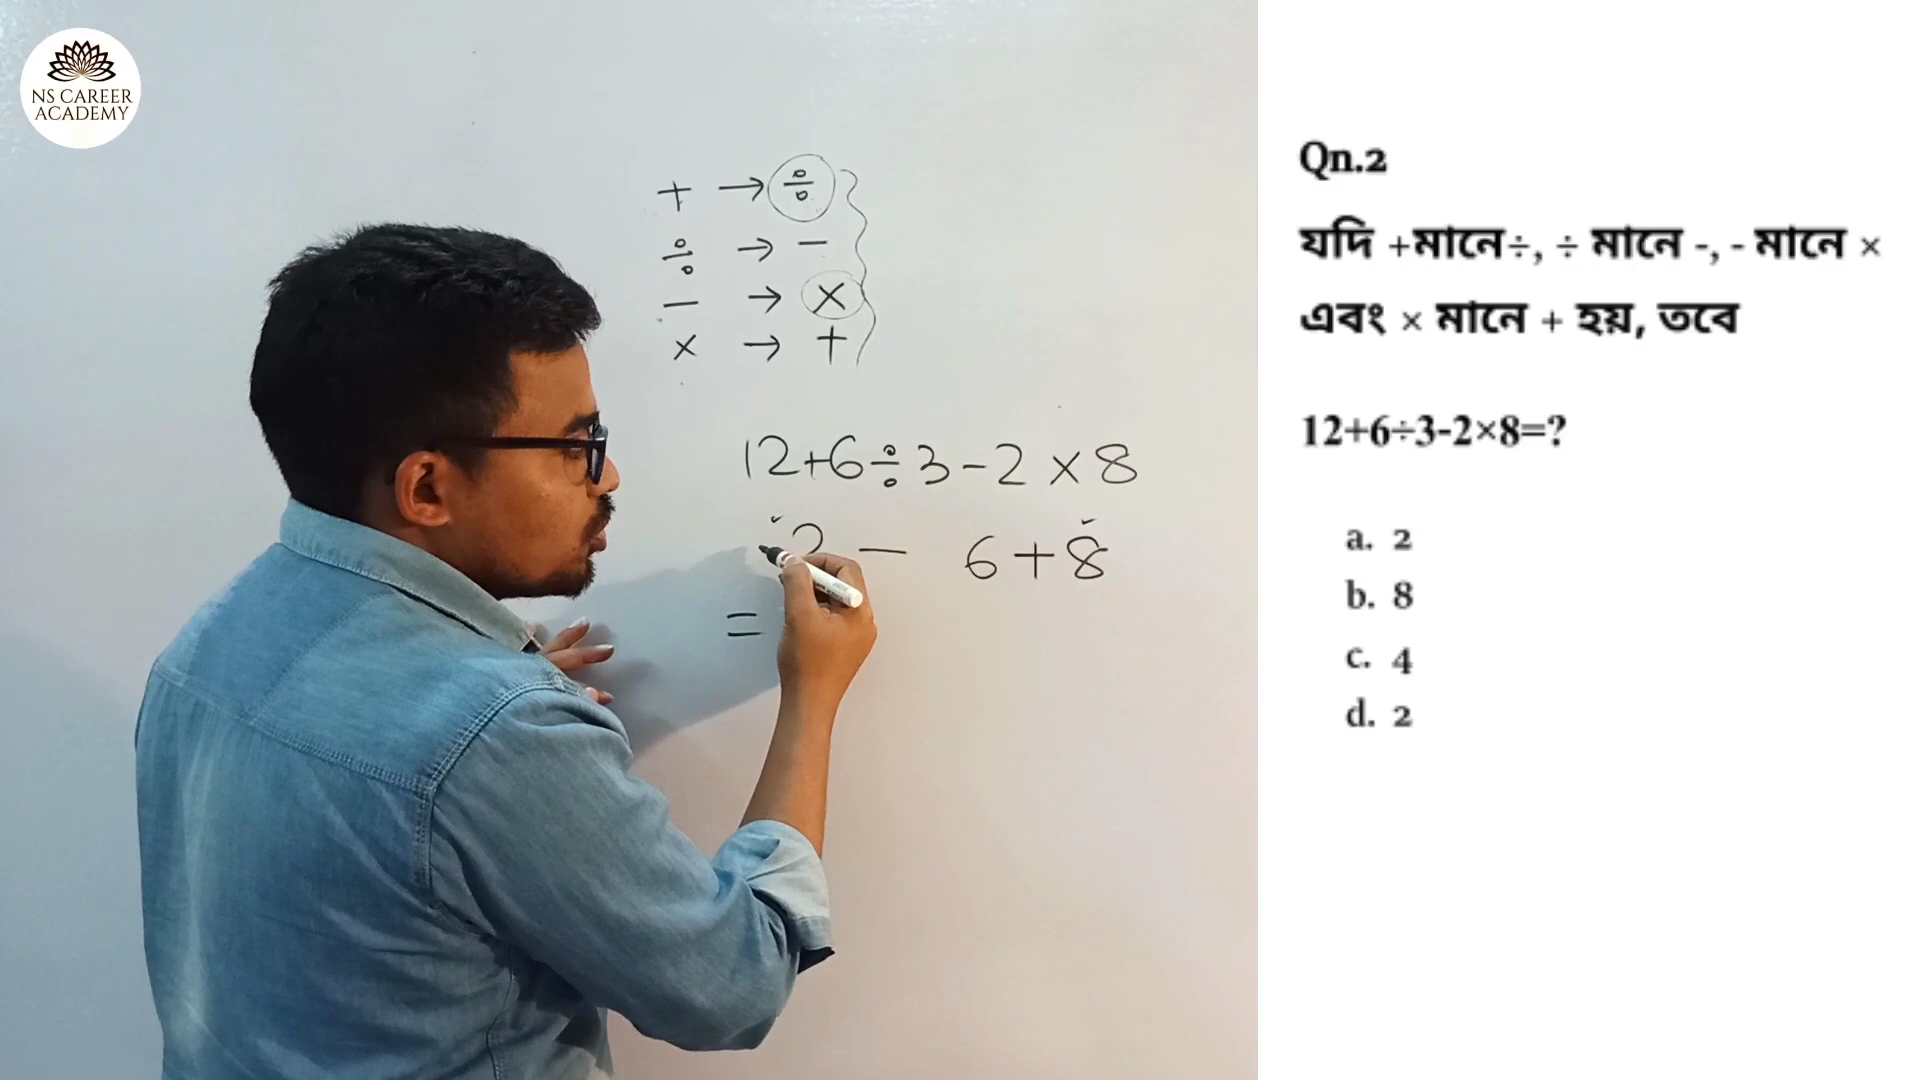 NS CAREER
ACADEMY
+ → ÷
÷ → −
− → ×
× → +
12+6÷3−2×8
2 − 6+8
=
Qn.2
যদি +মানে÷, ÷ মানে -, - মানে ×
এবং × মানে + হয়, তবে
12+6÷3-2×8=?
a. 2
b. 8
c. 4
d. 2